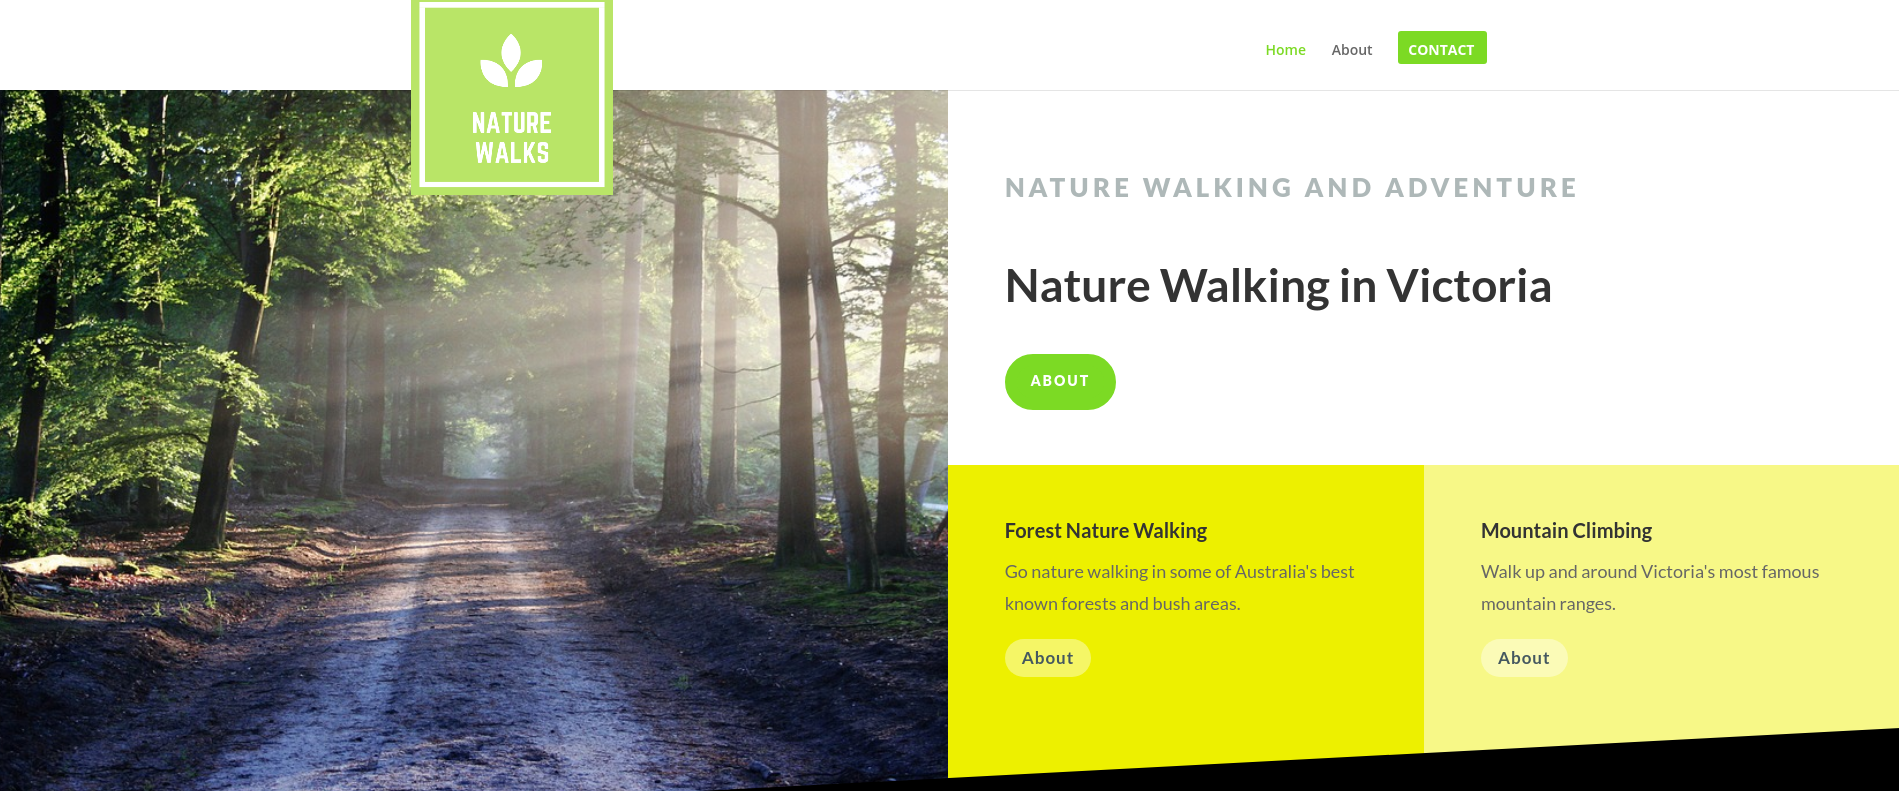 NATURE
WALKS
Home
About
CONTACT
NATURE WALKING AND ADVENTURE
Nature Walking in Victoria
ABOUT
Forest Nature Walking
Go nature walking in some of Australia's best
known forests and bush areas.
About
Mountain Climbing
Walk up and around Victoria's most famous
mountain ranges.
About